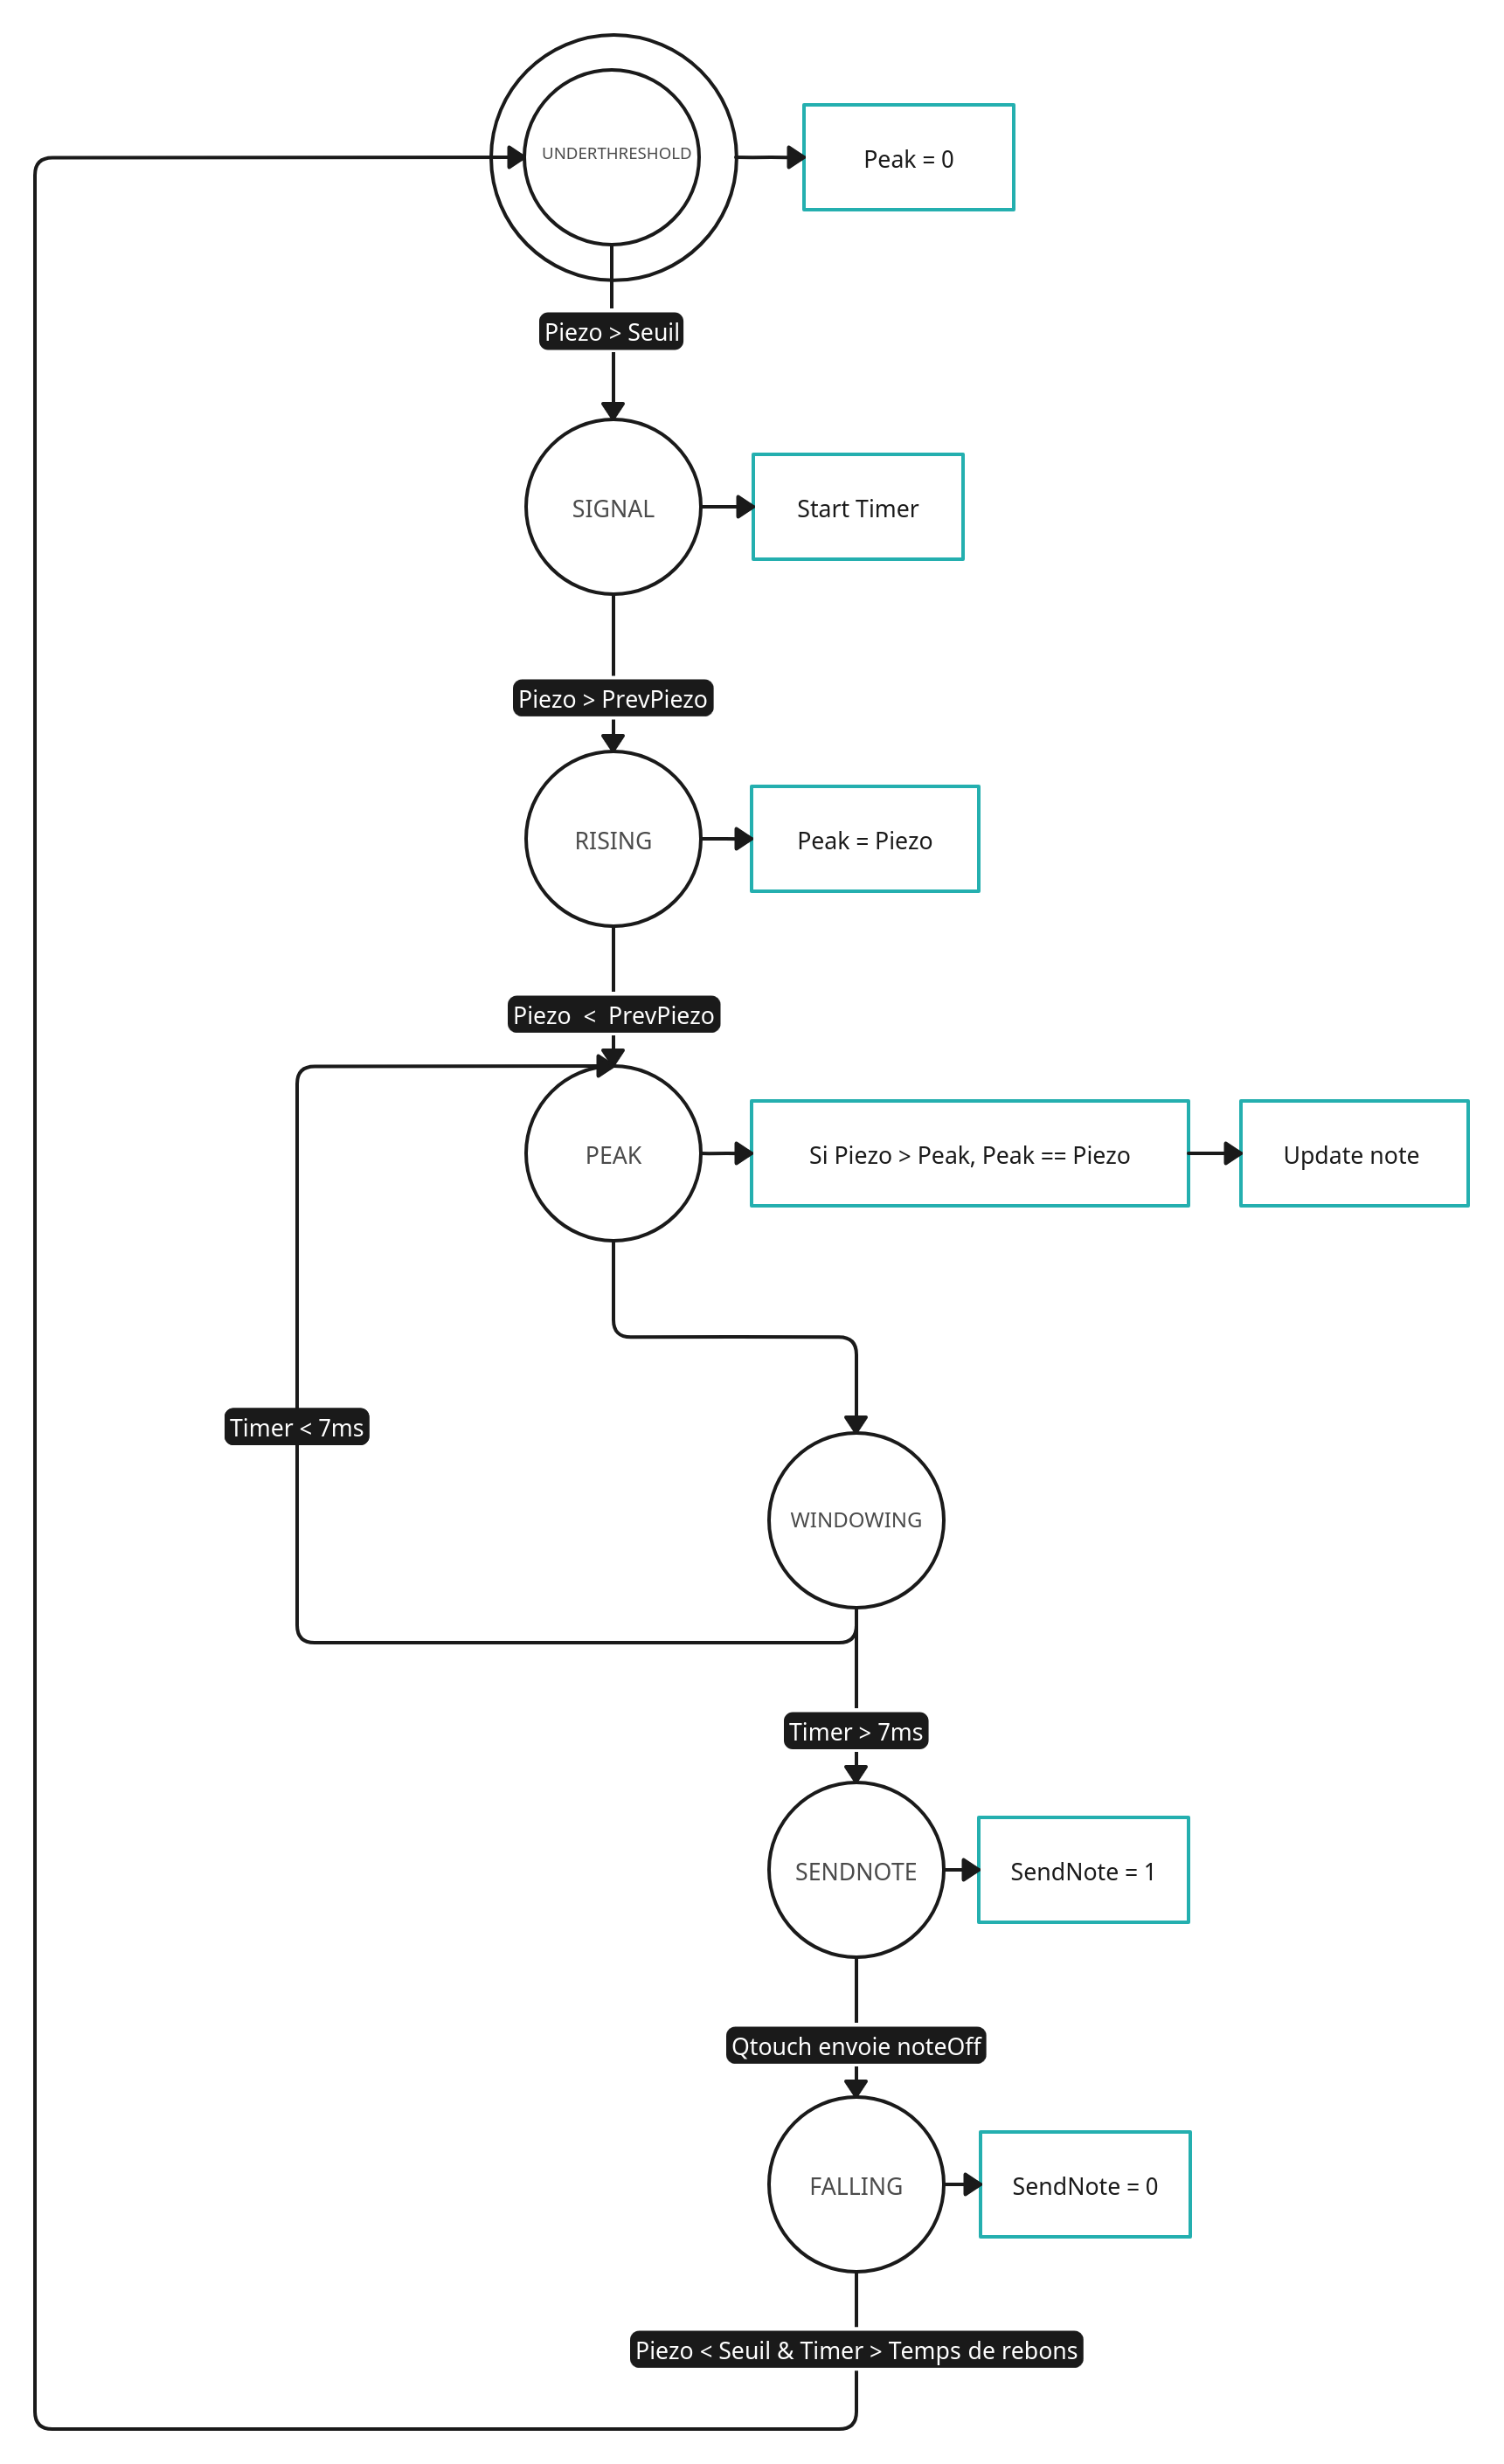 UNDERTHRESHOLD
Peak = 0
Piezo > Seuil
SIGNAL
Start Timer
Piezo > PrevPiezo
RISING
Peak = Piezo
Piezo  <  PrevPiezo
PEAK
Si Piezo > Peak, Peak == Piezo
Update note
Timer < 7ms
WINDOWING
Timer > 7ms
SENDNOTE
SendNote = 1
Qtouch envoie noteOff
FALLING
SendNote = 0
Piezo < Seuil & Timer > Temps de rebons